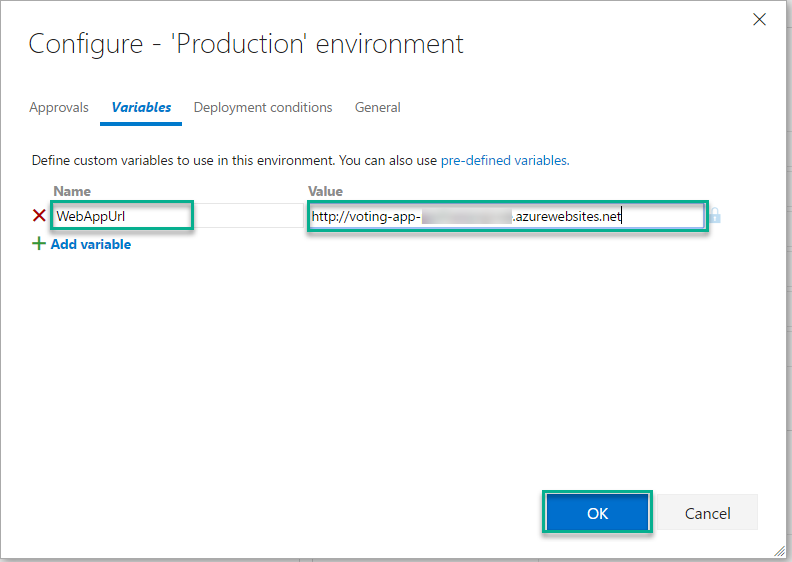 Configure - 'Production' environment
Approvals Variables Deployment conditions General
Define custom variables to use in this environment. You can also use pre-defined variables.
Name Value
WebAppUrl http://voting-app- .azurewebsites.net
Add variable
OK Cancel